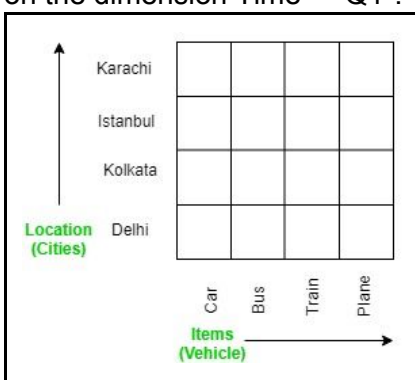 on the dimension Time
Karachi
Istanbul
Kolkata
Delhi
Location
(Cities)
Car
Bus
Train
Plane
Items
(Vehicle)